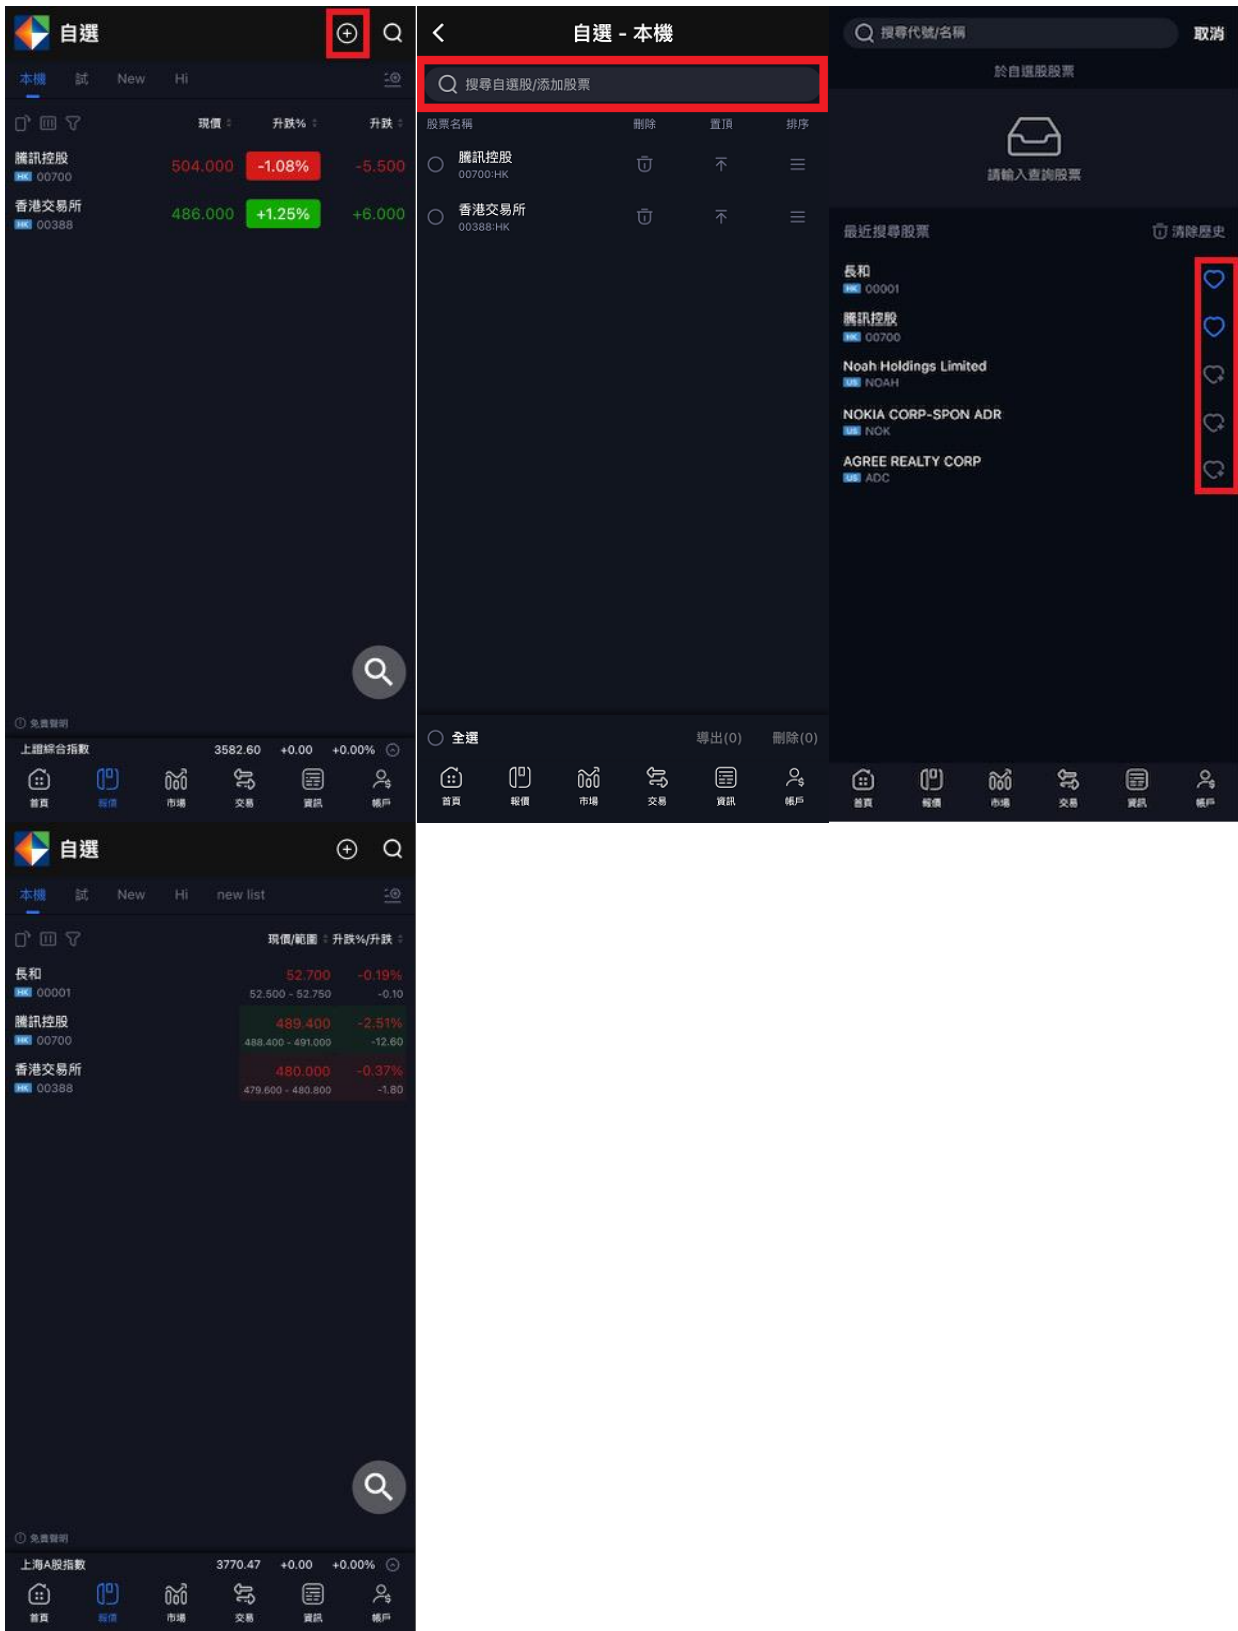 自選
本機 試 New Hi
現價 升跌% 升跌
騰訊控股
504.000 -1.08% -5.500
HK 00700
香港交易所
486.000 +1.25% +6.000
HK 00388
免責聲明
上證綜合指數 3582.60 +0.00 +0.00%
首頁 報價 市場 交易 資訊 帳戶
自選 - 本機
搜尋自選股/添加股票
股票名稱 刪除 置頂 排序
騰訊控股
00700:HK
香港交易所
00388:HK
全選 導出(0) 刪除(0)
首頁 報價 市場 交易 資訊 帳戶
搜尋代號/名稱 取消
於自選股股票
請輸入查詢股票
最近搜尋股票 清除歷史
長和
HK 00001
騰訊控股
HK 00700
Noah Holdings Limited
US NOAH
NOKIA CORP-SPON ADR
US NOK
AGREE REALTY CORP
US ADC
首頁 報價 市場 交易 資訊 帳戶
自選
本機 試 New Hi new list
現價/範圍 升跌%/升跌
長和 52.700 -0.19%
HK 00001 52.500 - 52.750 -0.10
騰訊控股 489.400 -2.51%
HK 00700 488.400 - 491.000 -12.60
香港交易所 480.000 -0.37%
HK 00388 479.600 - 480.800 -1.80
免責聲明
上海A股指數 3770.47 +0.00 +0.00%
首頁 報價 市場 交易 資訊 帳戶